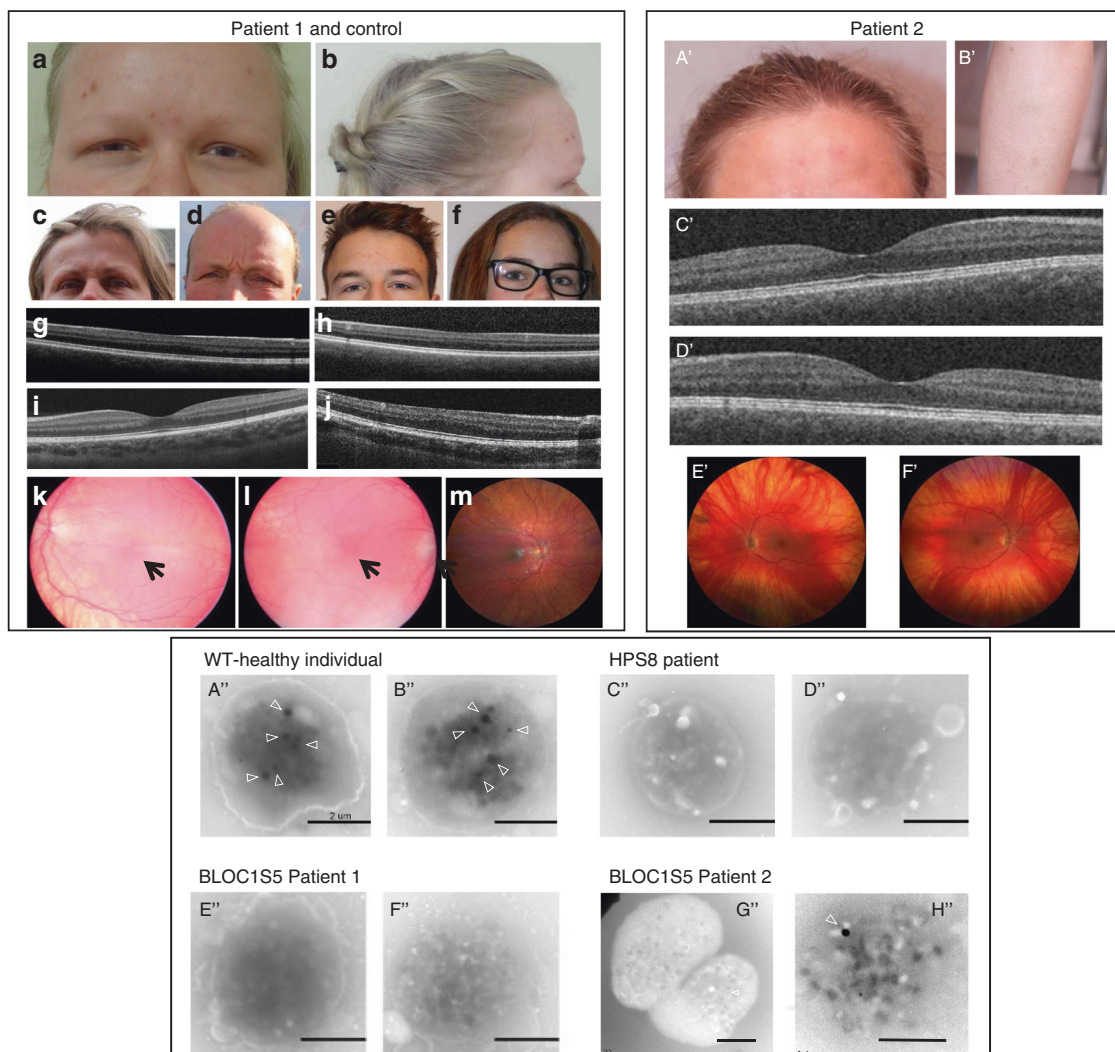 Patient 1 and control
a
b
c
d
e
f
g
h
i
j
k
l
m
Patient 2
A'
B'
C'
D'
E'
F'
WT-healthy individual
HPS8 patient
A''
B''
C''
D''
2 um
BLOC1S5 Patient 1
BLOC1S5 Patient 2
E''
F''
G''
H''